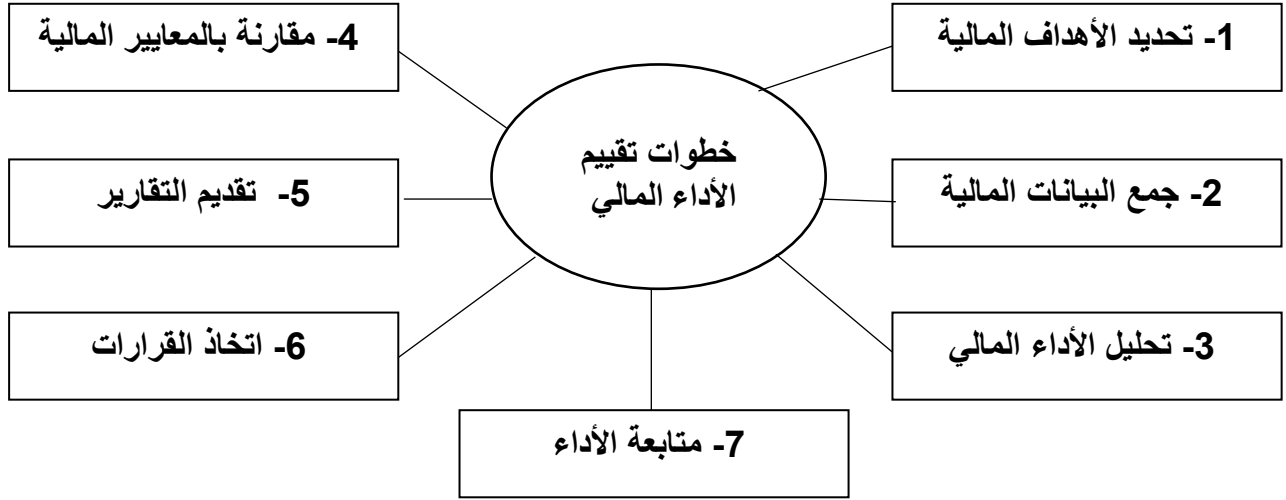 خطوات تقييم
الأداء المالي
1- تحديد الأهداف المالية
2- جمع البيانات المالية
3- تحليل الأداء المالي
4- مقارنة بالمعايير المالية
5- تقديم التقارير
6- اتخاذ القرارات
7- متابعة الأداء